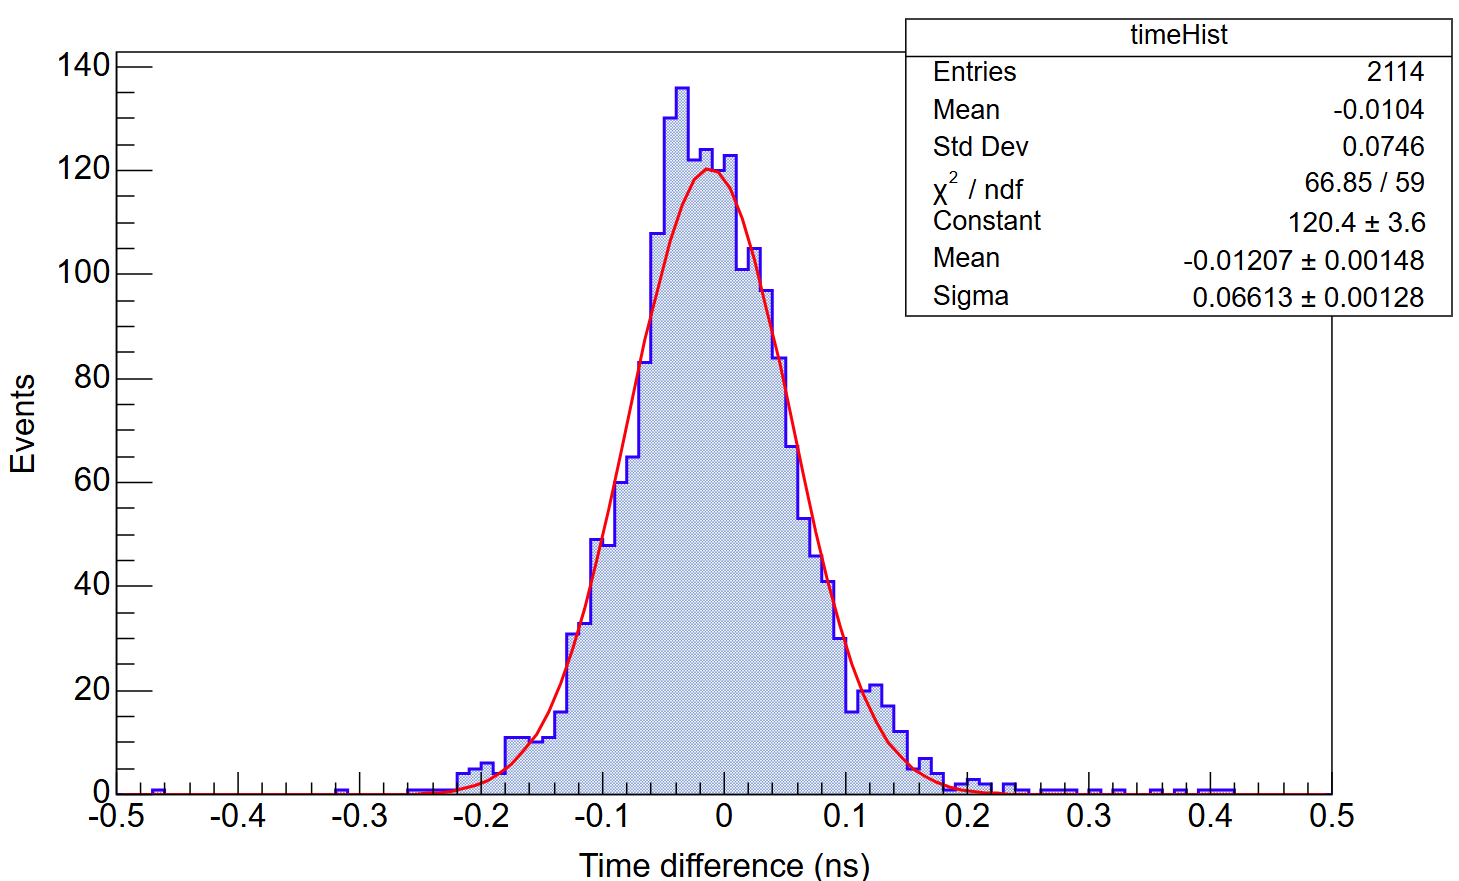 timeHist
Entries 2114
Mean -0.0104
Std Dev 0.0746
χ² / ndf 66.85 / 59
Constant 120.4 ± 3.6
Mean -0.01207 ± 0.00148
Sigma 0.06613 ± 0.00128
140
120
100
80
60
40
20
0
Events
-0.5 -0.4 -0.3 -0.2 -0.1 0 0.1 0.2 0.3 0.4 0.5
Time difference (ns)